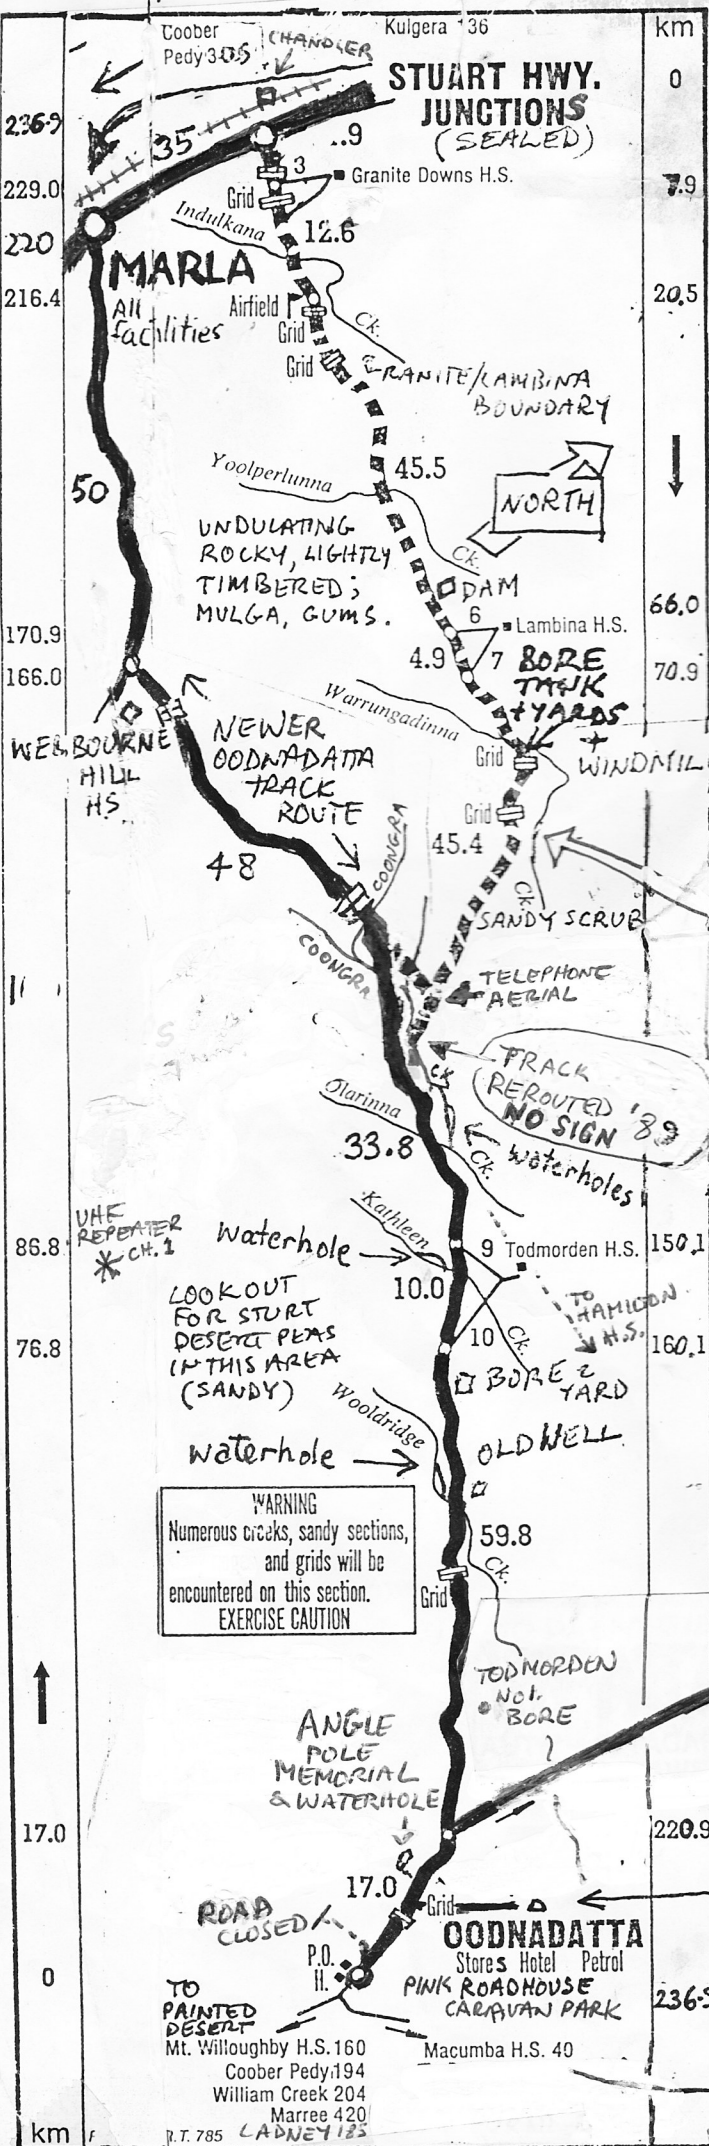 Coober
Pedy 305
CHANDLER
Kulgera 136
km
STUART HWY.
JUNCTIONS
(SEALED)
0
236.9
35
.9
3
Granite Downs H.S.
7.9
229.0
Grid
Indulkana
12.6
220
MARLA
All
facilities
216.4
Airfield
Grid
Ck.
20.5
Grid
GRANITE/LAMBINA
BOUNDARY
50
Yoolperlunna
45.5
NORTH
UNDULATING
ROCKY, LIGHTLY
TIMBERED;
MULGA, GUMS.
Ck.
DAM
66.0
6
Lambina H.S.
170.9
4.9
7
BORE
TANK
+ YARDS
+
WINDMIL
70.9
166.0
Warrungadinna
Grid
WELBOURNE
HILL
HS
NEWER
OODNADATTA
TRACK
ROUTE
Grid
45.4
48
COONGRA
Ck.
SANDY SCRUB
COONGRA
TELEPHONE
AERIAL
TRACK
REROUTED '89
NO SIGN
CK
Olarinna
33.8
Ck.
Waterholes
UHF
REPEATER
CH.1
Kathleen
Waterhole
86.8
9
Todmorden H.S.
150.1
10.0
TO
HAMILTON
H.S.
LOOKOUT
FOR STURT
DESERT PEAS
IN THIS AREA
(SANDY)
76.8
10
Ck.
160.1
BORE &
YARD
Wooldridge
OLD WELL
Waterhole
WARNING
Numerous creeks, sandy sections,
and grids will be
encountered on this section.
EXERCISE CAUTION
59.8
Ck.
Grid
TODMORDEN
No1.
BORE
ANGLE
POLE
MEMORIAL
& WATERHOLE
17.0
220.9
17.0
Grid
ROAD
CLOSED
OODNADATTA
Stores Hotel Petrol
P.O.
H.
PINK ROADHOUSE
CARAVAN PARK
0
236.9
TO
PAINTED
DESERT
Mt. Willoughby H.S. 160
Coober Pedy 194
William Creek 204
Marree 420
Macumba H.S. 40
km
R.T. 785